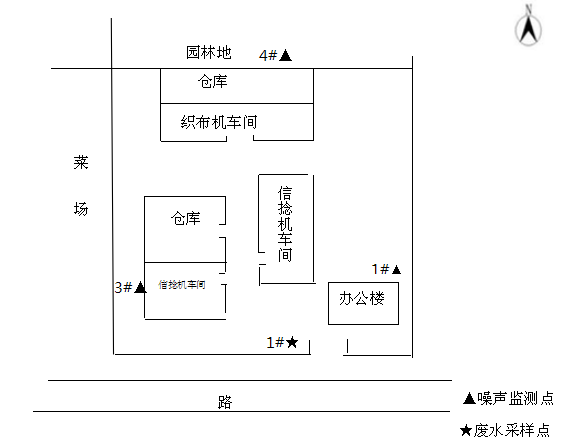 园林地 4#▲
仓库
织布机车间
菜场
信捻机车间
仓库
1#▲
3#▲
信捻机车间
办公楼
1#★
▲噪声监测点
路
★废水采样点